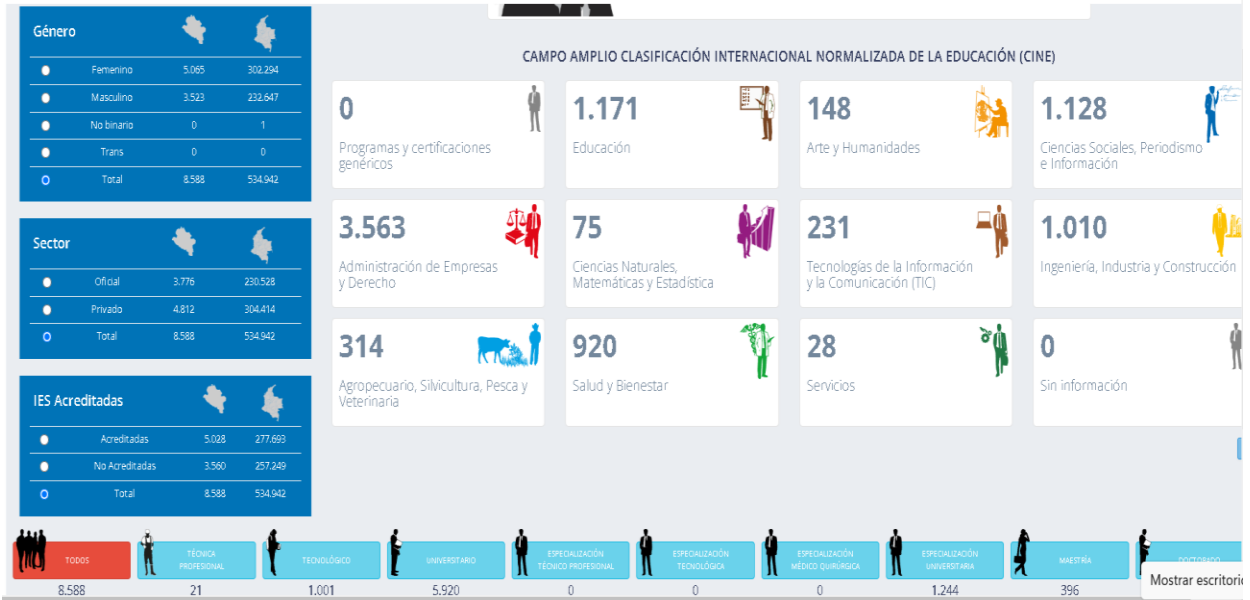 Género
Femenino 5.065 302.294
Masculino 3.523 232.647
No binario 0 1
Trans 0 0
Total 8.588 534.942
Sector
Oficial 3.776 230.528
Privado 4.812 304.414
Total 8.588 534.942
IES Acreditadas
Acreditadas 5.028 277.693
No Acreditadas 3.560 257.249
Total 8.588 534.942
CAMPO AMPLIO CLASIFICACIÓN INTERNACIONAL NORMALIZADA DE LA EDUCACIÓN (CINE)
0
Programas y certificaciones
genéricos
1.171
Educación
148
Arte y Humanidades
1.128
Ciencias Sociales, Periodismo
e Información
3.563
Administración de Empresas
y Derecho
75
Ciencias Naturales,
Matemáticas y Estadística
231
Tecnologías de la Información
y la Comunicación (TIC)
1.010
Ingeniería, Industria y Construcción
314
Agropecuario, Silvicultura, Pesca y
Veterinaria
920
Salud y Bienestar
28
Servicios
0
Sin información
TODOS
8.588
TÉCNICA
PROFESIONAL
21
TECNOLÓGICO
1.001
UNIVERSITARIO
5.920
ESPECIALIZACIÓN
TÉCNICO PROFESIONAL
0
ESPECIALIZACIÓN
TECNOLÓGICA
0
ESPECIALIZACIÓN
MÉDICO QUIRÚRGICA
0
ESPECIALIZACIÓN
UNIVERSITARIA
1.244
MAESTRÍA
396
DOCTORADO
Mostrar escritorio